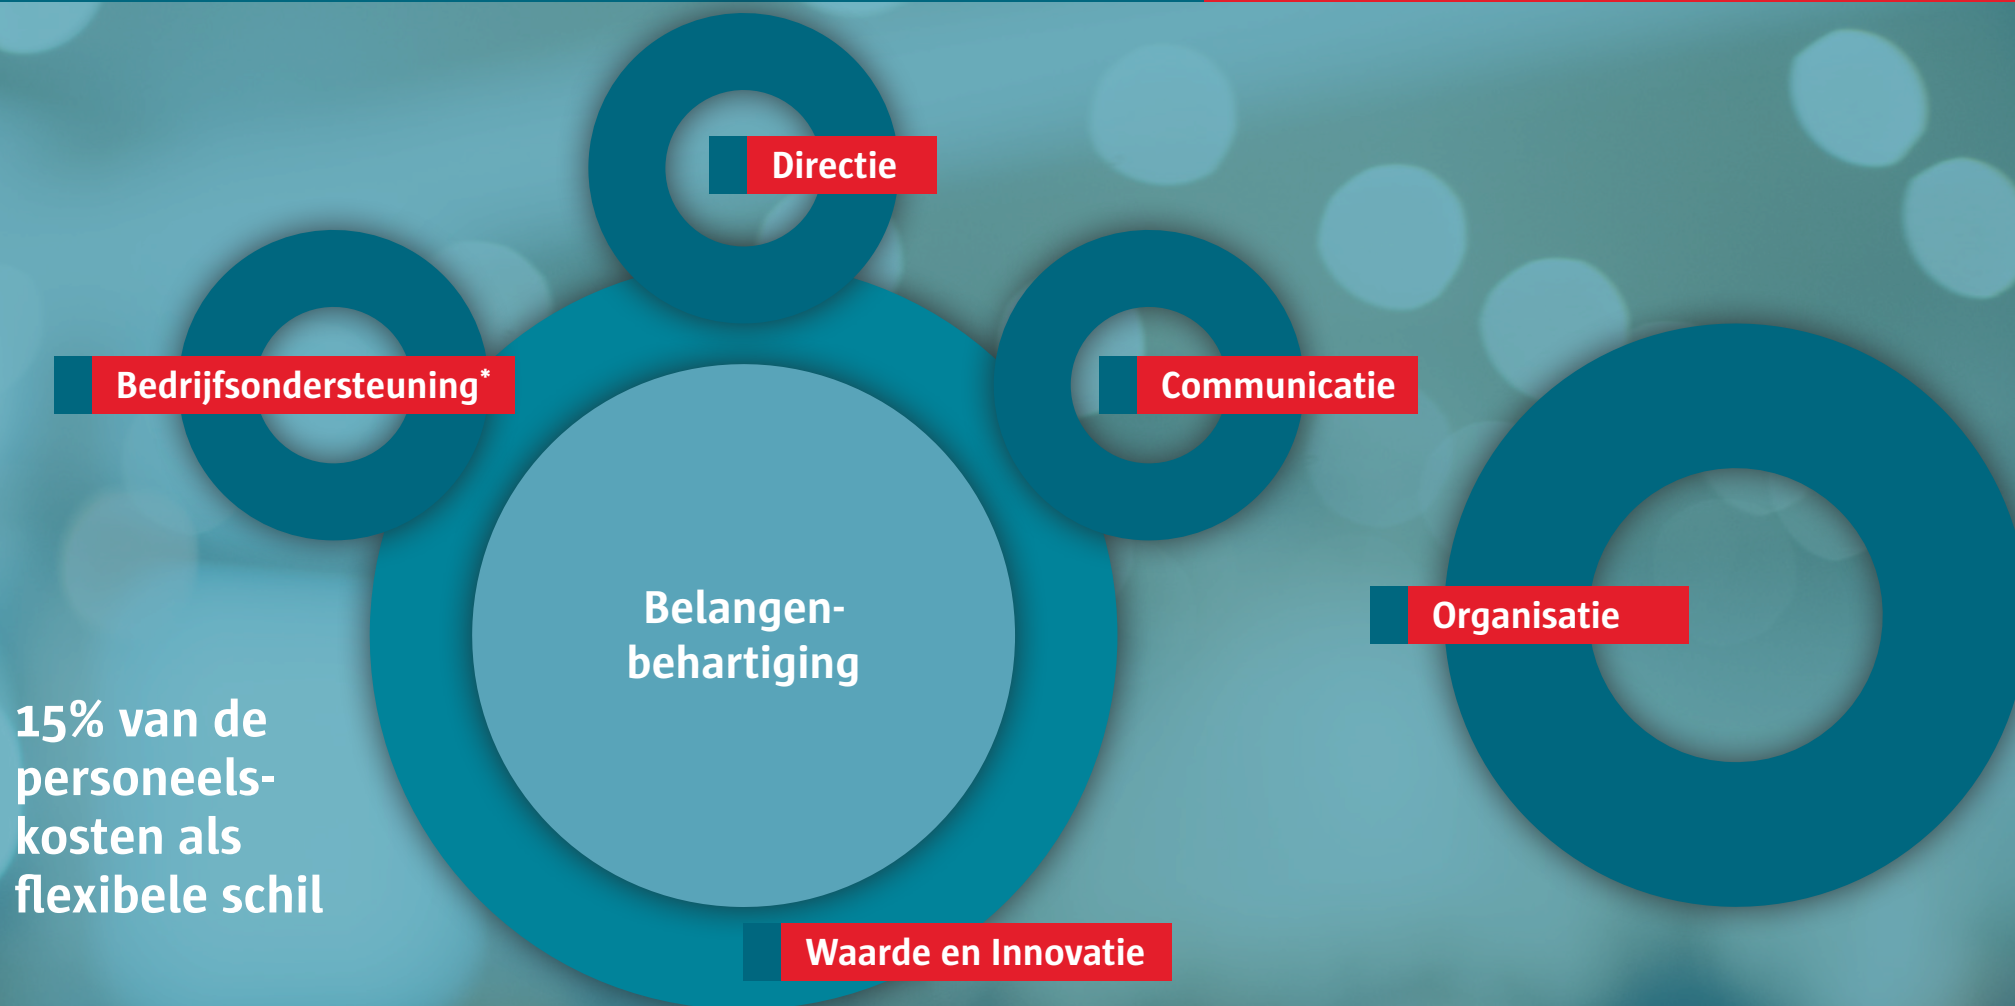 Directie
Bedrijfsondersteuning*
Communicatie
Belangen-
behartiging
Organisatie
15% van de
personeels-
kosten als
flexibele schil
Waarde en Innovatie